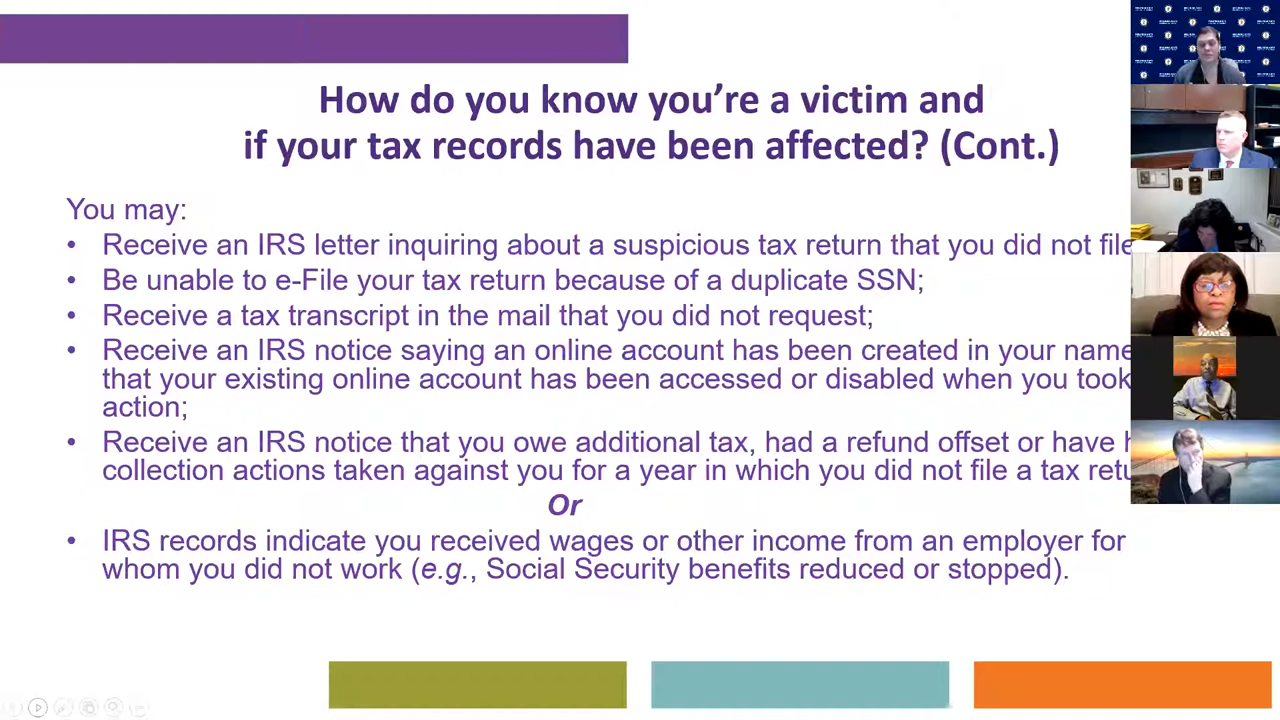 How do you know you’re a victim and
if your tax records have been affected? (Cont.)
You may:
• Receive an IRS letter inquiring about a suspicious tax return that you did not file
• Be unable to e-File your tax return because of a duplicate SSN;
• Receive a tax transcript in the mail that you did not request;
• Receive an IRS notice saying an online account has been created in your name
that your existing online account has been accessed or disabled when you took
action;
• Receive an IRS notice that you owe additional tax, had a refund offset or have
collection actions taken against you for a year in which you did not file a tax
Or
• IRS records indicate you received wages or other income from an employer for
whom you did not work (e.g., Social Security benefits reduced or stopped).